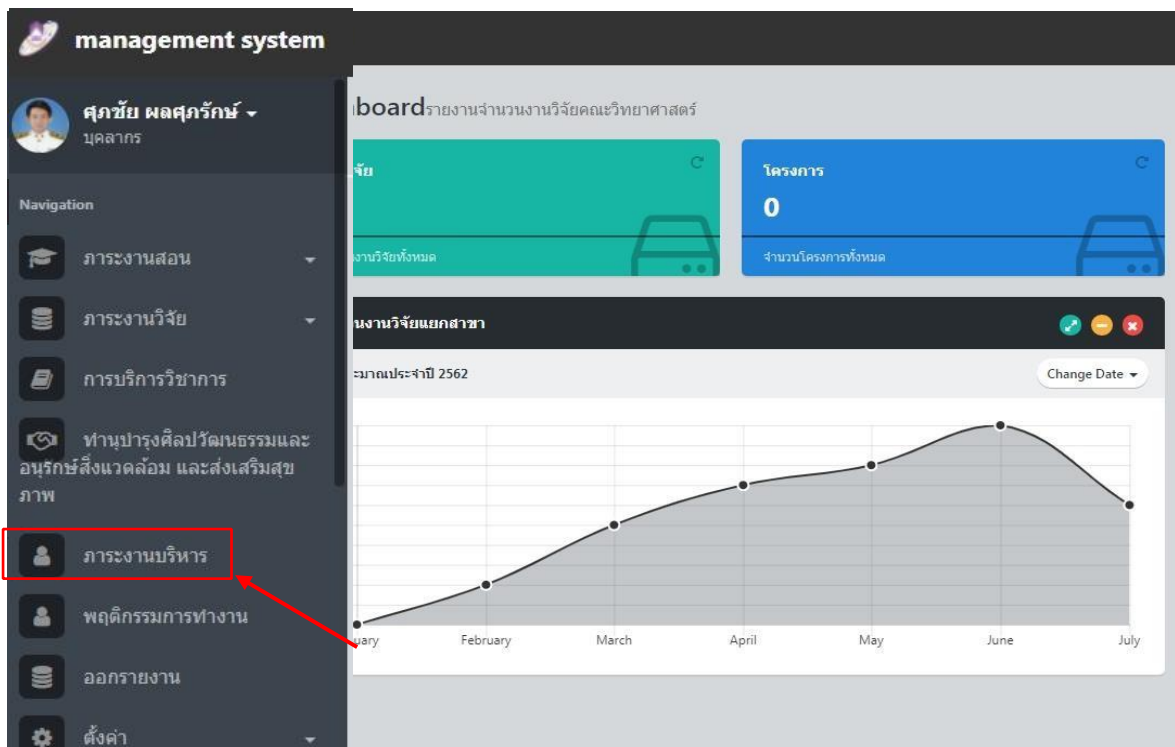 management system
ศุภชัย ผลศุภรักษ์
บุคลากร
Navigation
ภาระงานสอน
ภาระงานวิจัย
การบริการวิชาการ
ทำนุบำรุงศิลปวัฒนธรรมและ
อนุรักษ์สิ่งแวดล้อม และส่งเสริมสุข
ภาพ
ภาระงานบริหาร
พฤติกรรมการทำงาน
ออกรายงาน
ตั้งค่า
board รายงานจำนวนงานวิจัยคณะวิทยาศาสตร์
จัย
งานวิจัยทั้งหมด
โครงการ
0
จำนวนโครงการทั้งหมด
นงานวิจัยแยกสาขา
ะมาณประจำปี 2562
Change Date
uary February March April May June July